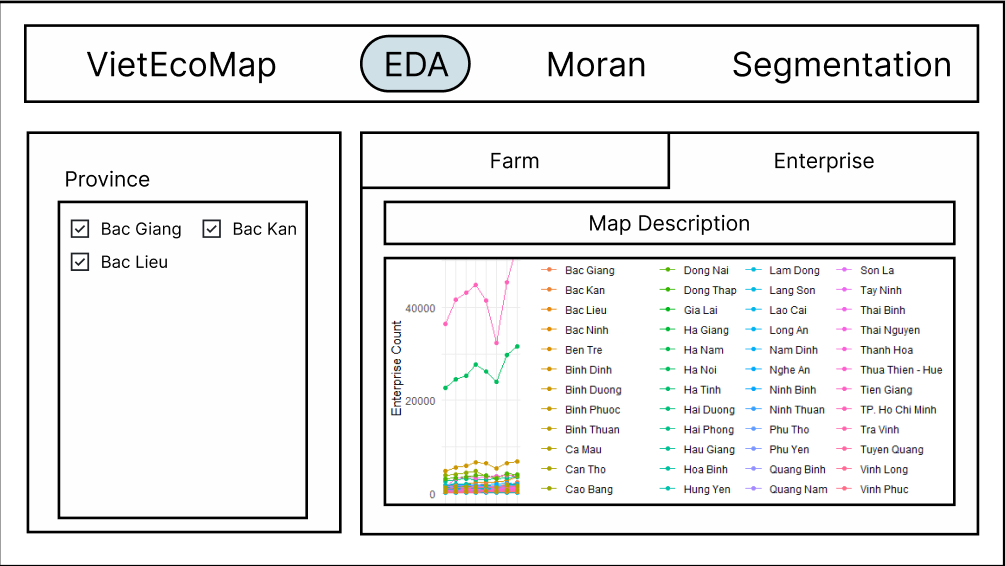 VietEcoMap EDA Moran Segmentation
Province
Bac Giang Bac Kan
Bac Lieu
Farm Enterprise
Map Description
Enterprise Count
40000
20000
0
Bac Giang Dong Nai Lam Dong Son La
Bac Kan Dong Thap Lang Son Tay Ninh
Bac Lieu Gia Lai Lao Cai Thai Binh
Bac Ninh Ha Giang Long An Thai Nguyen
Ben Tre Ha Nam Nam Dinh Thanh Hoa
Binh Dinh Ha Noi Nghe An Thua Thien - Hue
Binh Duong Ha Tinh Ninh Binh Tien Giang
Binh Phuoc Hai Duong Ninh Thuan TP. Ho Chi Minh
Binh Thuan Hai Phong Phu Tho Tra Vinh
Ca Mau Hau Giang Phu Yen Tuyen Quang
Can Tho Hoa Binh Quang Binh Vinh Long
Cao Bang Hung Yen Quang Nam Vinh Phuc